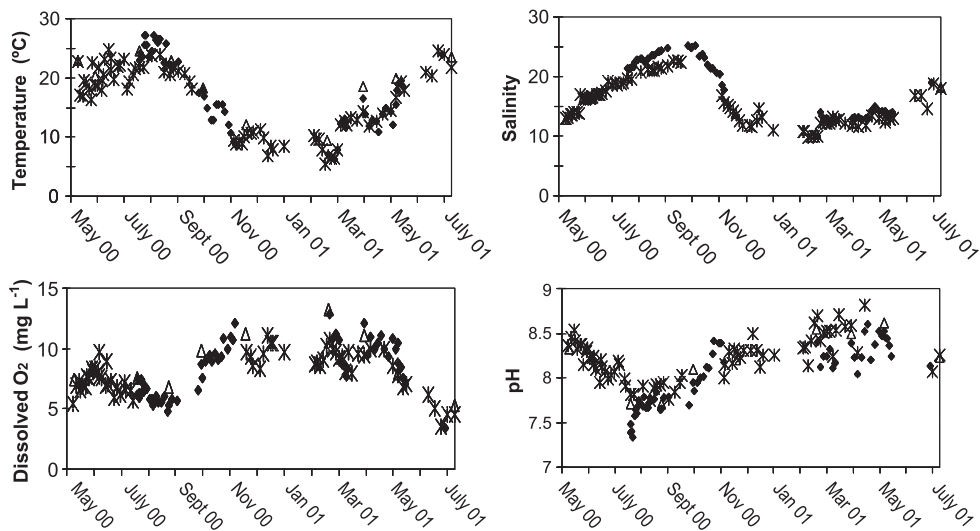 Temperature (ºC)
30
20
10
0
May 00
July 00
Sept 00
Nov 00
Jan 01
Mar 01
May 01
July 01
Salinity
30
20
10
0
May 00
July 00
Sept 00
Nov 00
Jan 01
Mar 01
May 01
July 01
Dissolved O2 (mg L-1)
15
10
5
0
May 00
July 00
Sept 00
Nov 00
Jan 01
Mar 01
May 01
July 01
pH
9
8.5
8
7.5
7
May 00
July 00
Sept 00
Nov 00
Jan 01
Mar 01
May 01
July 01